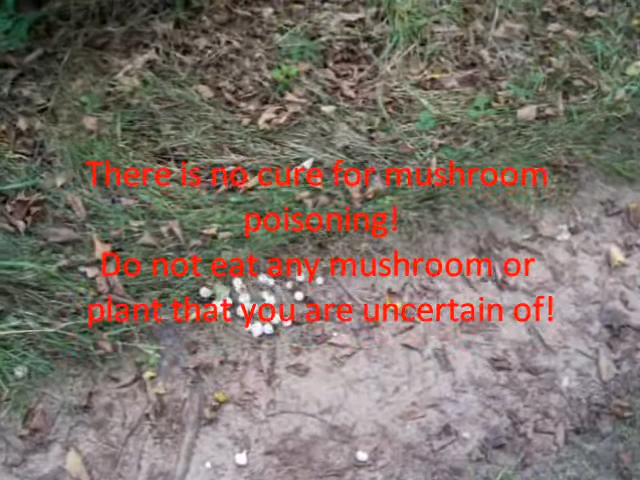 There is no cure for mushroom
poisoning!
Do not eat any mushroom or
plant that you are uncertain of!